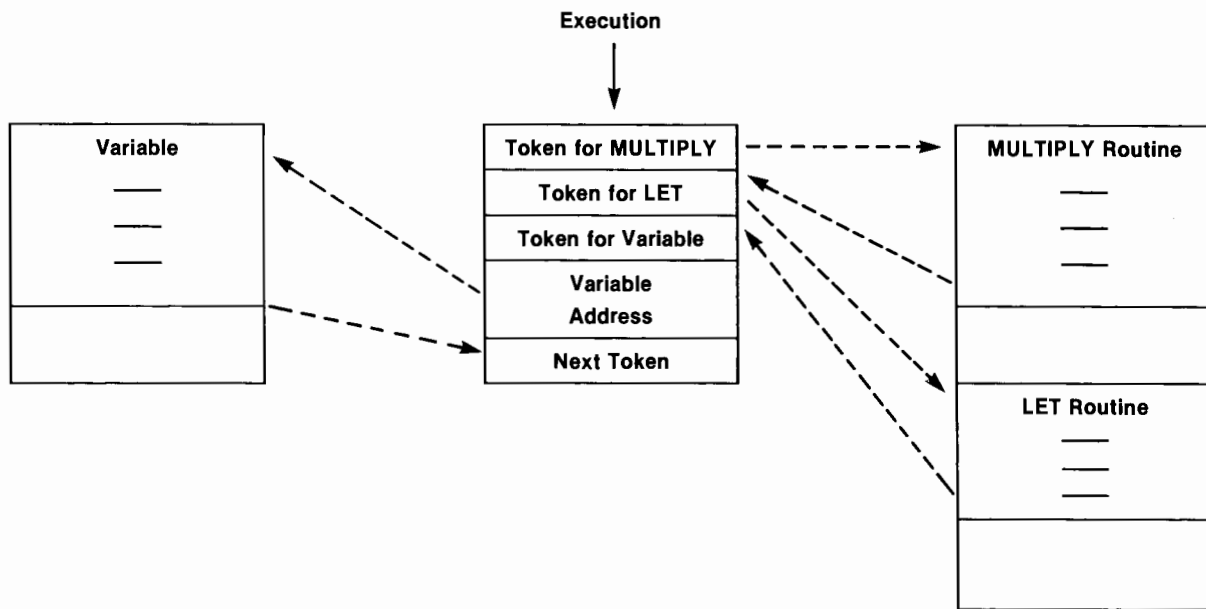 Execution
Variable
Token for MULTIPLY
Token for LET
Token for Variable
Variable
Address
Next Token
MULTIPLY Routine
LET Routine